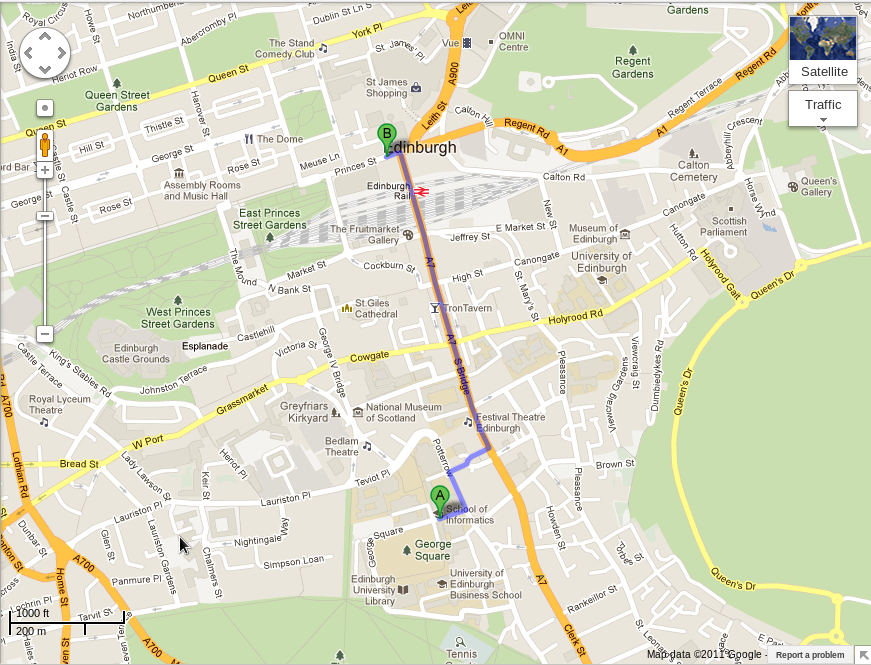 Royal Circus
Howe St
Northumberland
Abercromby Pl
Dublin St Ln S
York Pl
Queen St
Heriot Row
India St
The Stand
Comedy Club
St James' Pl
Vue
OMNI
Centre
Gardens
Regent
Gardens
Regent Rd
Satellite
Traffic
Queen Street
Gardens
Hanover St
St James
Shopping
A900
Leith St
Calton Hill
Regent Terrace
Queen St
Thistle St
Hill St
George St
The Dome
Rose St
Meuse Ln
Princes St
B
Edinburgh
Regent Rd
A1
A1
Abbeyhill
Crescent
Castle St
George St
Rose St
Assembly Rooms
and Music Hall
Edinburgh
Rail
Calton Rd
Calton
Cemetery
Queen's
Gallery
Horse Wynd
East Princes
Street Gardens
The Fruitmarket
Gallery
Jeffrey St
E Market St
New St
Canongate
Scottish
Parliament
Museum of
Edinburgh
Canongate
University of
Edinburgh
Hutton Rd
Holyrood Gait
Queen's Dr
The Mound
Market St
N Bank St
Cockburn St
A7
High St
St. Mary's St
West Princes
Street Gardens
St Giles
Cathedral
TronTavern
Holyrood Rd
Edinburgh
Castle Grounds
Esplanade
Castlehill
Victoria St
George IV Bridge
Cowgate
A7
S Bridge
Pleasance
Viewcraig St
Viewcraig Gardens
Dumbiedykes Rd
Queen's Dr
King's Stables Rd
Castle Terrace
Johnston Terrace
Grassmarket
A700
Royal Lyceum
Theatre
Greyfriars
Kirkyard
National Museum
of Scotland
Festival Theatre
Edinburgh
W Port
Bedlam
Theatre
Potterrow
Bread St
Lothian Rd
Lady Lawson St
Heriot Pl
Keir St
Teviot Pl
Brown St
Pleasance
Lauriston Pl
Lauriston Pl
A
School of
Informatics
Howden St
Dunbar St
Glen St
Lauriston Gardens
Nightingale Way
Chalmers St
Simpson Loan
George Square
George
Square
A700
Panmure Pl
Home St
Tarvit St
Lochrin Pl
A700
Edinburgh
University
Library
University of
Edinburgh
Business School
A7
Clerk St
Rankeillor St
Queen's Dr
Tennis
1000 ft
200 m
Map data ©2011 Google -
Report a problem